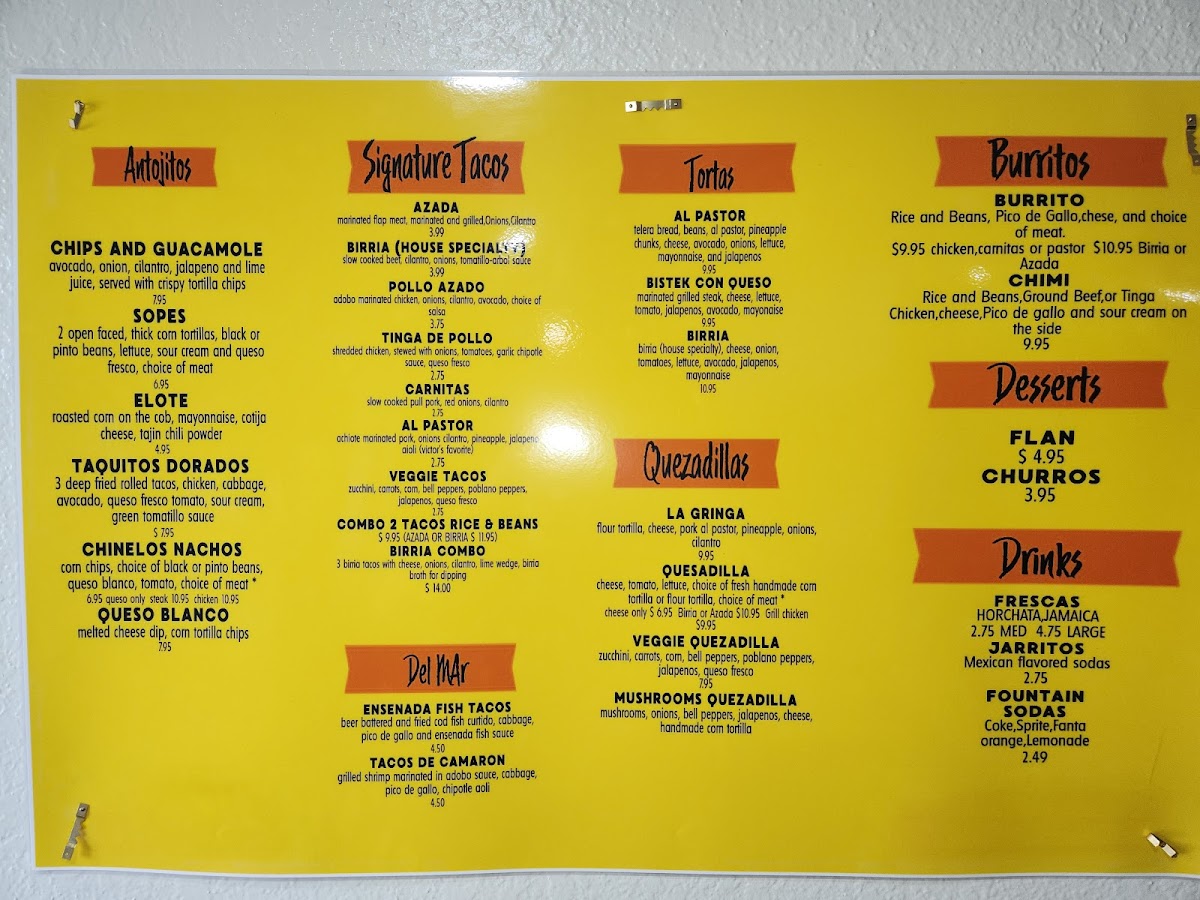 Antojitos
CHIPS AND GUACAMOLE
avocado, onion, cilantro, jalapeno and lime
juice, served with crispy tortilla chips
7.95
SOPES
2 open faced, thick corn tortillas, black or
pinto beans, lettuce, sour cream and queso
fresco, choice of meat
6.95
ELOTE
roasted corn on the cob, mayonnaise, cotija
cheese, tajin chili powder
4.95
TAQUITOS DORADOS
3 deep fried rolled tacos, chicken, cabbage,
avocado, queso fresco tomato, sour cream,
green tomatillo sauce
$ 7.95
CHINELOS NACHOS
corn chips, choice of black or pinto beans,
queso blanco, tomato, choice of meat *
6.95 queso only steak 10.95 chicken 10.95
QUESO BLANCO
melted cheese dip, corn tortilla chips
7.95
Signature Tacos
AZADA
marinated flap meat, marinated and grilled,Onions,Cilantro
3.99
BIRRIA (HOUSE SPECIALTY)
slow cooked beef, cilantro, onions, tomatillo-arbol sauce
3.99
POLLO AZADO
adobo marinated chicken, onions, cilantro, avocado, choice of
salsa
3.75
TINGA DE POLLO
shredded chicken, stewed with onions, tomatoes, garlic chipotle
sauce, queso fresco
2.75
CARNITAS
slow cooked pull pork, red onions, cilantro
2.75
AL PASTOR
achiote marinated pork, onions cilantro, pineapple, jalapeno
aioli (victor's favorite)
2.75
VEGGIE TACOS
zucchini, carrots, corn, bell peppers, poblano peppers,
jalapenos, queso fresco
2.75
COMBO 2 TACOS RICE & BEANS
$ 9.95 (AZADA OR BIRRIA $ 11.95)
BIRRIA COMBO
3 birria tacos with cheese, onions, cilantro, lime wedge, birria
broth for dipping
$ 14.00
Del MAr
ENSENADA FISH TACOS
beer battered and fried cod fish curtido, cabbage,
pico de gallo and ensenada fish sauce
4.50
TACOS DE CAMARON
grilled shrimp marinated in adobo sauce, cabbage,
pico de gallo, chipotle aoli
4.50
Tortas
AL PASTOR
telera bread, beans, al pastor, pineapple
chunks, cheese, avocado, onions, lettuce,
mayonnaise, and jalapenos
9.95
BISTEK CON QUESO
marinated grilled steak, cheese, lettuce,
tomato, jalapenos, avocado, mayonaise
9.95
BIRRIA
birria (house specialty), cheese, onion,
tomatoes, lettuce, avocado, jalapenos,
mayonnaise
10.95
Quezadillas
LA GRINGA
flour tortilla, cheese, pork al pastor, pineapple, onions,
cilantro
9.95
QUESADILLA
cheese, tomato, lettuce, choice of fresh handmade corn
tortilla or flour tortilla, choice of meat *
cheese only $ 6.95 Birria or Azada $10.95 Grill chicken
$9.95
VEGGIE QUEZADILLA
zucchini, carrots, corn, bell peppers, poblano peppers,
jalapenos, queso fresco
7.95
MUSHROOMS QUEZADILLA
mushrooms, onions, bell peppers, jalapenos, cheese,
handmade corn tortilla
Burritos
BURRITO
Rice and Beans, Pico de Gallo,chese, and choice
of meat.
$9.95 chicken,carnitas or pastor $10.95 Birria or
Azada
CHIMI
Rice and Beans,Ground Beef,or Tinga
Chicken,cheese,Pico de gallo and sour cream on
the side
9.95
Desserts
FLAN
$ 4.95
CHURROS
3.95
Drinks
FRESCAS
HORCHATA,JAMAICA
2.75 MED 4.75 LARGE
JARRITOS
Mexican flavored sodas
2.75
FOUNTAIN
SODAS
Coke,Sprite,Fanta
orange,Lemonade
2.49